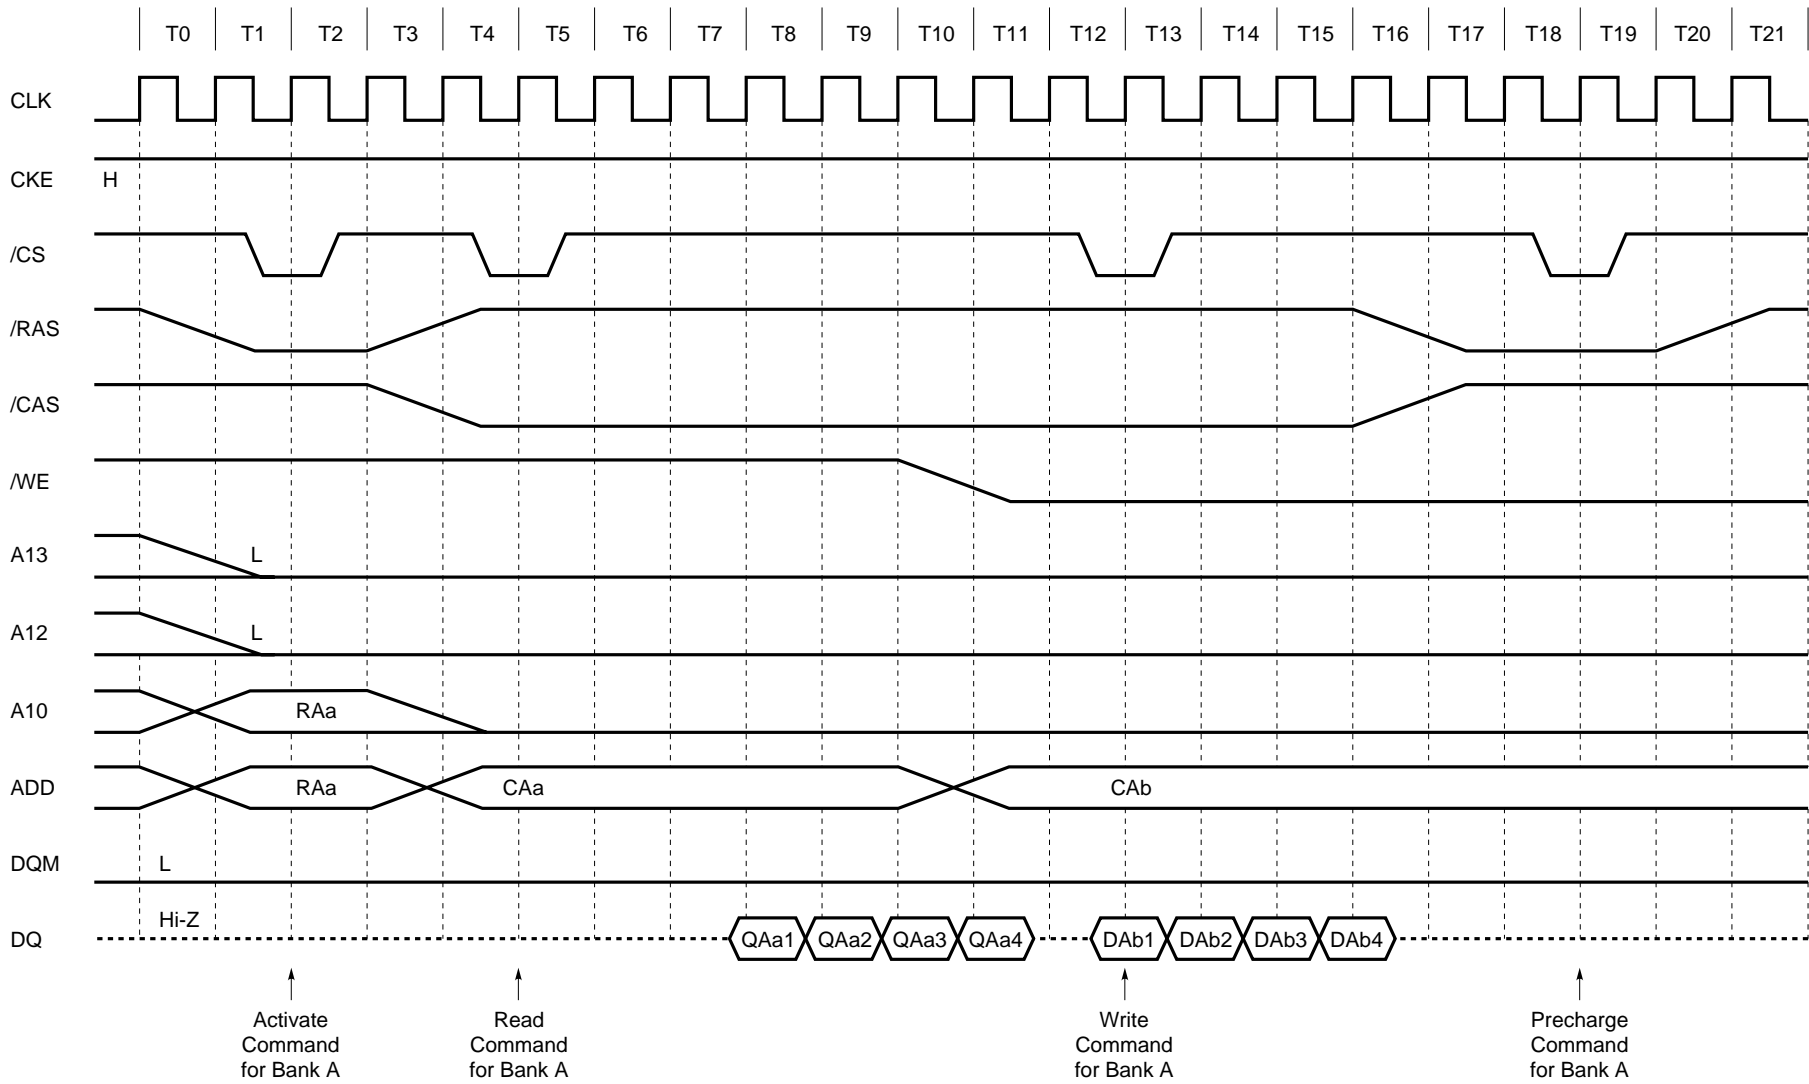 T0 T1 T2 T3 T4 T5 T6 T7 T8 T9 T10 T11 T12 T13 T14 T15 T16 T17 T18 T19 T20 T21
CLK
CKE H
/CS
/RAS
/CAS
/WE
A13 L
A12 L
A10 RAa
ADD RAa CAa CAb
DQM L
Hi-Z
DQ QAa1 QAa2 QAa3 QAa4 DAb1 DAb2 DAb3 DAb4
Activate
Command
for Bank A
Read
Command
for Bank A
Write
Command
for Bank A
Precharge
Command
for Bank A